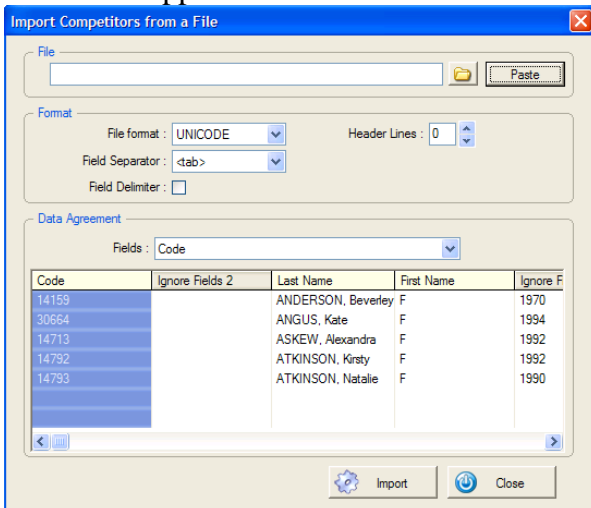 Import Competitors from a File
File
Paste
Format
File format : UNICODE Header Lines : 0
Field Separator : <tab>
Field Delimiter :
Data Agreement
Fields : Code
Code Ignore Fields 2 Last Name First Name Ignore F
14159 ANDERSON, Beverley F 1970
30664 ANGUS, Kate F 1994
14713 ASKEW, Alexandra F 1992
14792 ATKINSON, Kirsty F 1992
14793 ATKINSON, Natalie F 1990
Import Close